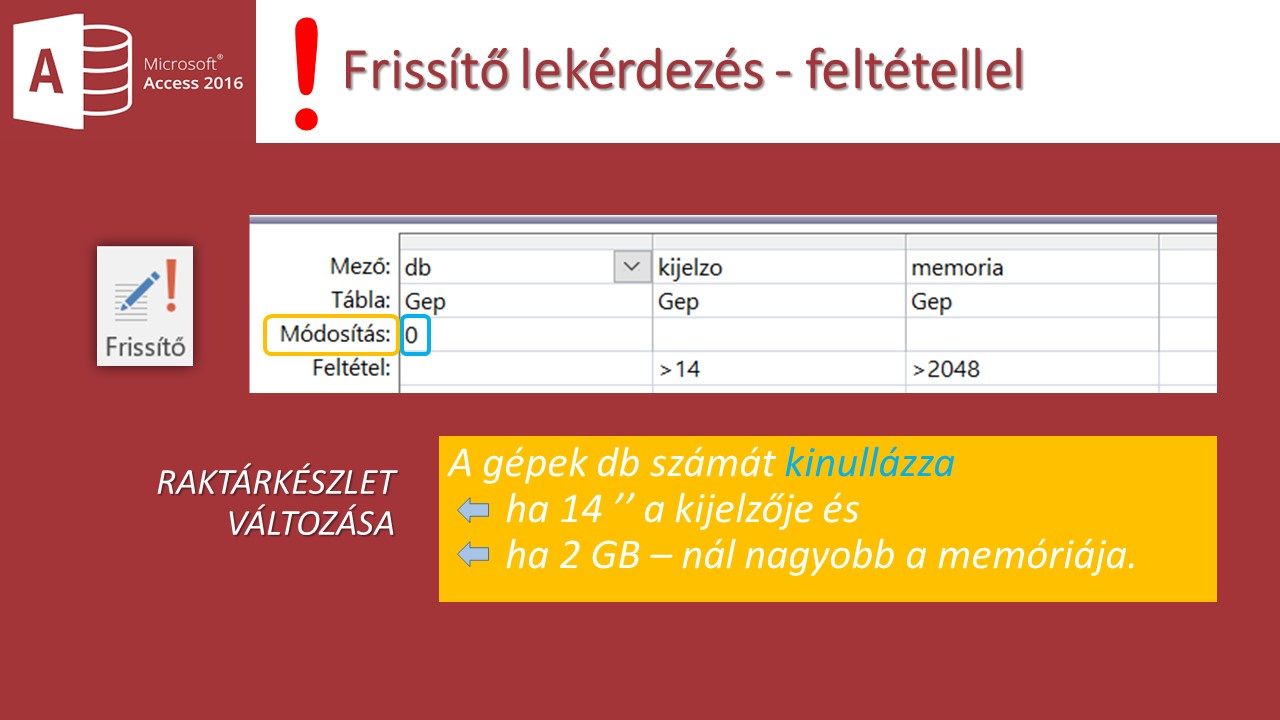 A
Microsoft®
Access 2016
! Frissítő lekérdezés - feltétellel
Frissítő
Mező: db kijelzo memoria
Tábla: Gep Gep Gep
Módosítás: 0
Feltétel: >14 >2048
RAKTÁRKÉSZLET
VÁLTOZÁSA
A gépek db számát kinullázza
ha 14 ’’ a kijelzője és
ha 2 GB – nál nagyobb a memóriája.